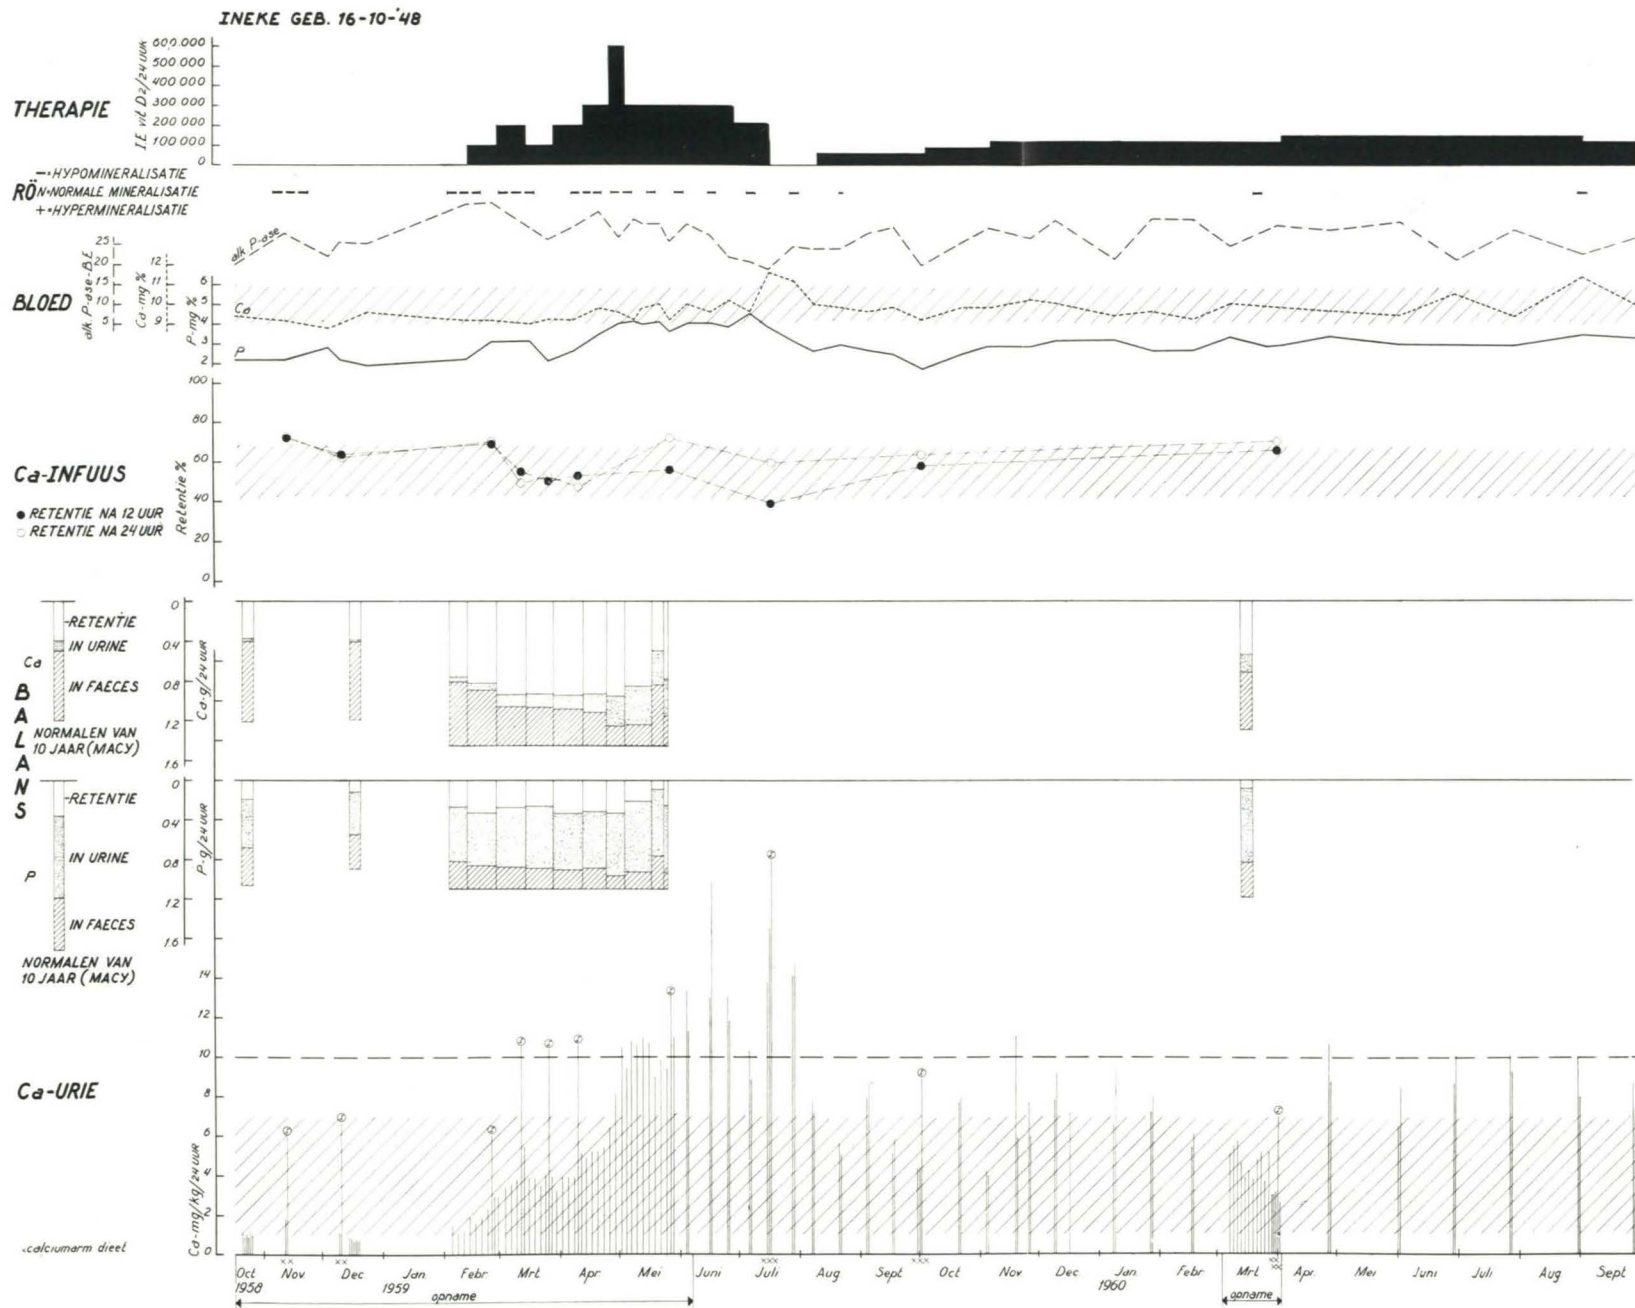 INEKE GEB. 16-10-'48
THERAPIE
I.E vit D2/24 UUR
600.000
500.000
400 000
300 000
200 000
100 000
0
-=HYPOMINERALISATIE
RÖ N=NORMALE MINERALISATIE
+=HYPERMINERALISATIE
BLOED
alk. P-ase-B.E
25
20
15
10
5
Ca-mg %
12
11
10
9
P-mg %
6
5
4
3
2
alk. P-ase
Ca
P
Ca-INFUUS
● RETENTIE NA 12 UUR
○ RETENTIE NA 24 UUR
Retentie %
100
80
60
40
20
0
BALANS
Ca
-RETENTIE
IN URINE
IN FAECES
NORMALEN VAN
10 JAAR (MACY)
Ca-g/24 UUR
0
0.4
0.8
1.2
1.6
P
-RETENTIE
IN URINE
IN FAECES
NORMALEN VAN
10 JAAR (MACY)
P-g/24 UUR
0
0.4
0.8
1.2
1.6
Ca-URIE
Ca-mg/kg/24 UUR
14
12
10
8
6
4
2
0
×calciumarm dieet
×× ×× ××× ××× ×× ××
Oct Nov Dec Jan Febr Mrt Apr. Mei Juni Juli Aug Sept Oct Nov Dec Jan. Febr Mrt Apr. Mei Juni Juli Aug Sept
1958 1959 1960
opname opname